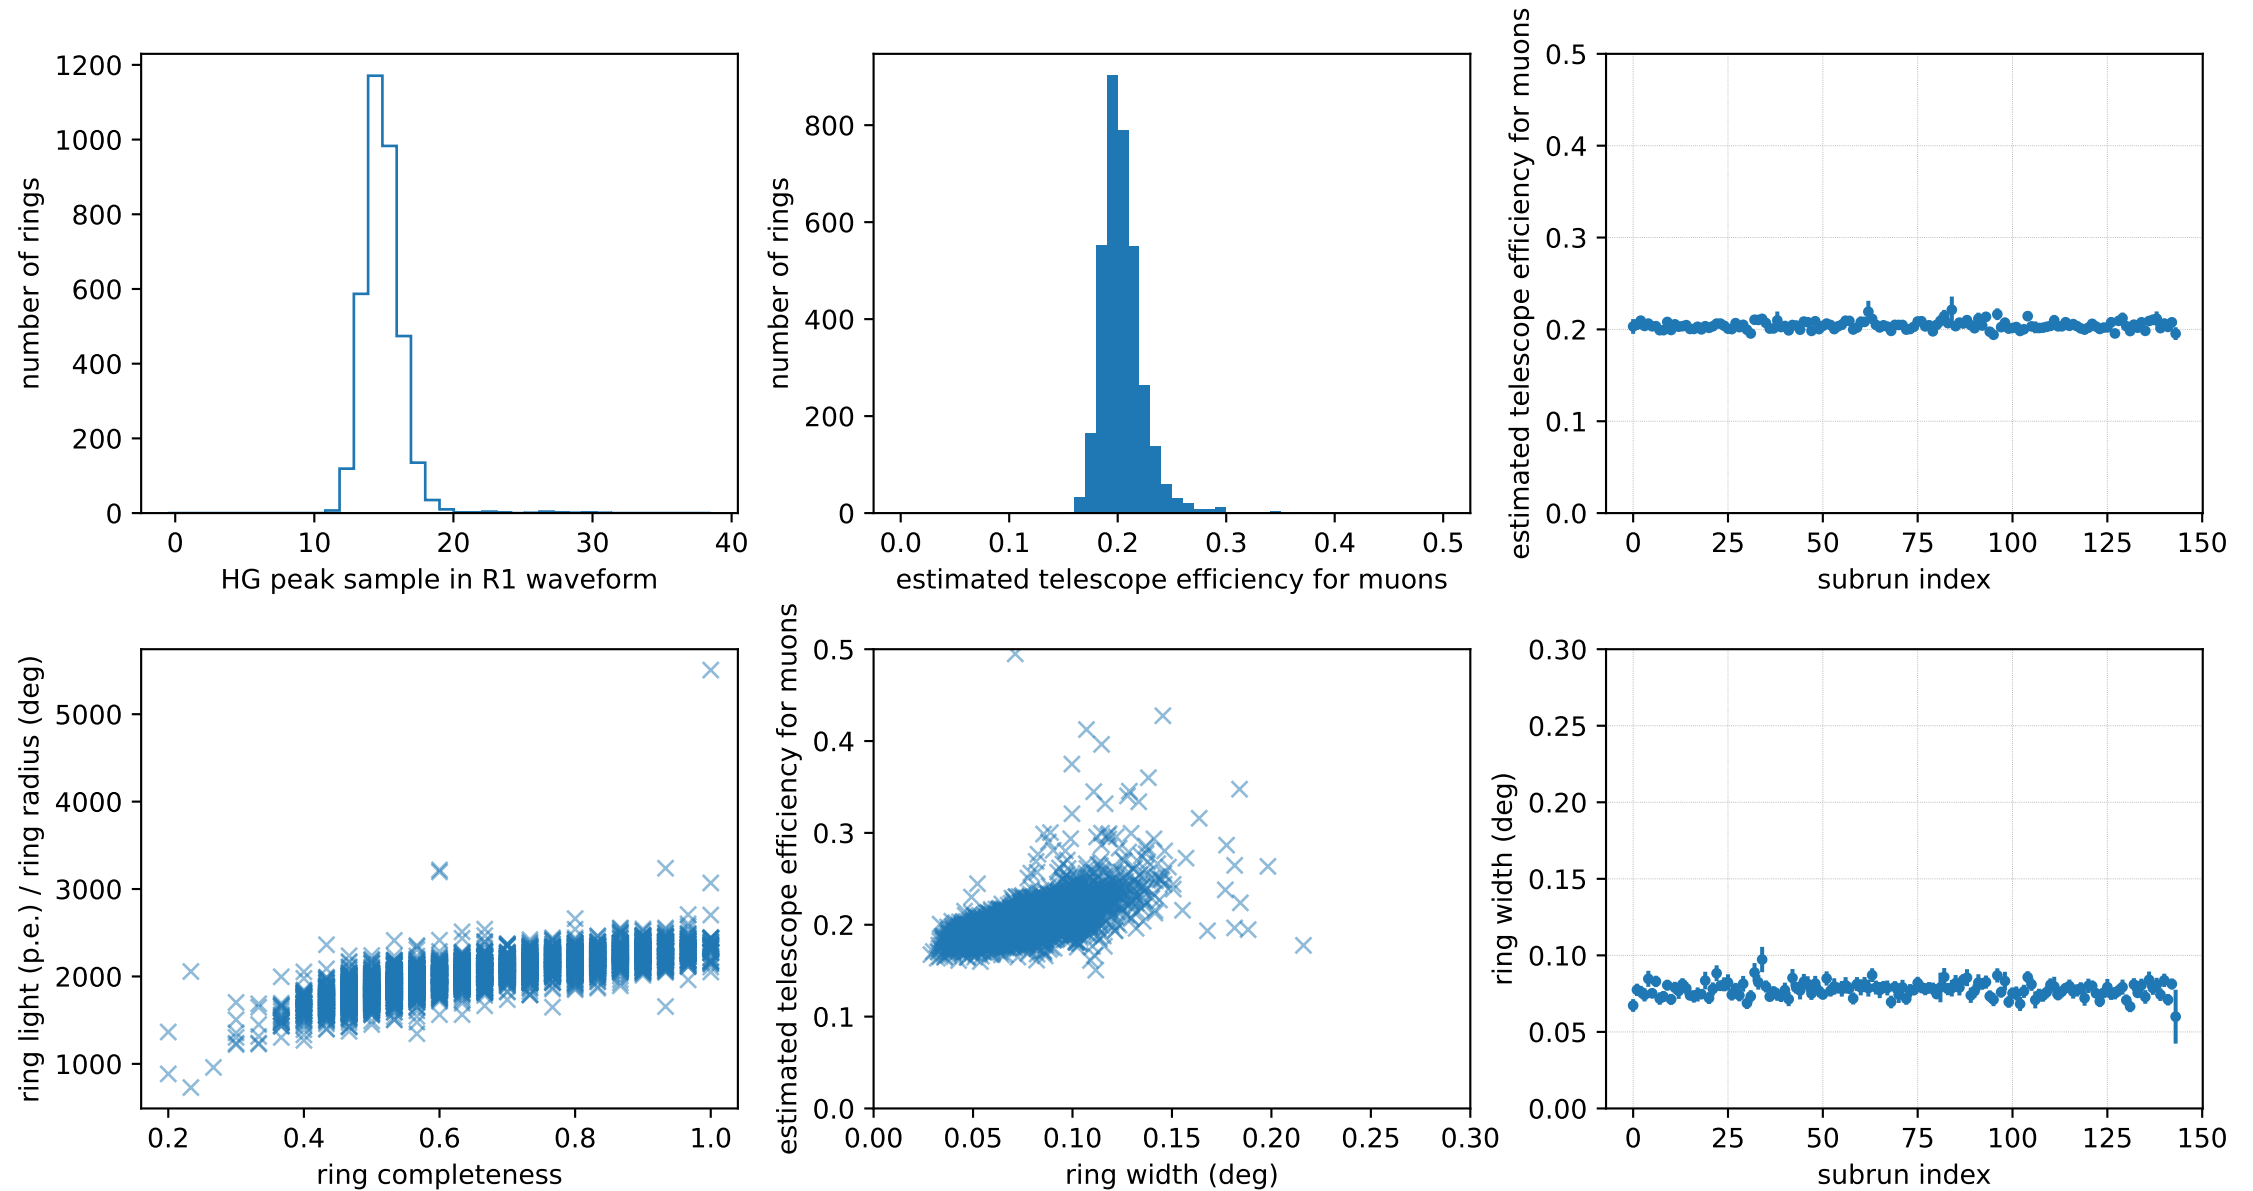 1200
1000
800
600
400
200
0
number of rings
0 10 20 30 40
HG peak sample in R1 waveform
800
600
400
200
0
number of rings
0.0 0.1 0.2 0.3 0.4 0.5
estimated telescope efficiency for muons
0.5
0.4
0.3
0.2
0.1
0.0
estimated telescope efficiency for muons
0 25 50 75 100 125 150
subrun index
5000
4000
3000
2000
1000
ring light (p.e.) / ring radius (deg)
0.2 0.4 0.6 0.8 1.0
ring completeness
0.5
0.4
0.3
0.2
0.1
0.0
estimated telescope efficiency for muons
0.00 0.05 0.10 0.15 0.20 0.25 0.30
ring width (deg)
0.30
0.25
0.20
0.15
0.10
0.05
0.00
ring width (deg)
0 25 50 75 100 125 150
subrun index